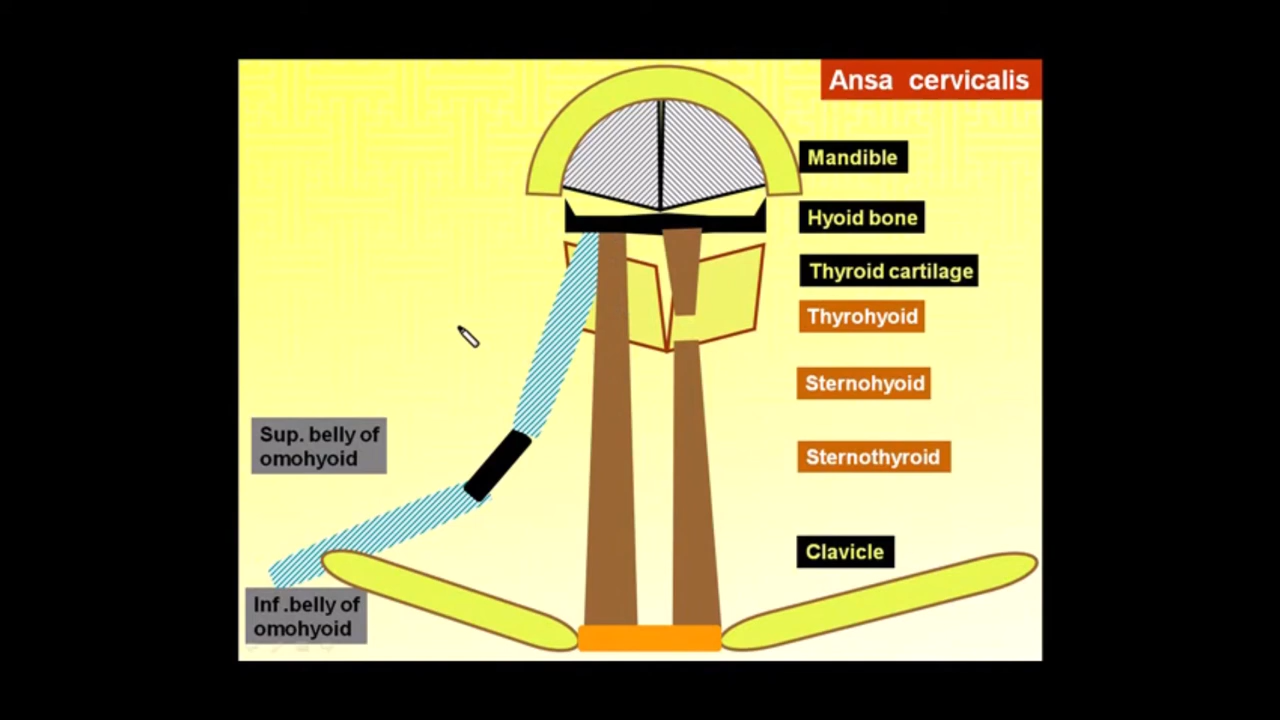 Ansa cervicalis
Mandible
Hyoid bone
Thyroid cartilage
Thyrohyoid
Sternohyoid
Sup. belly of
omohyoid
Sternothyroid
Clavicle
Inf .belly of
omohyoid